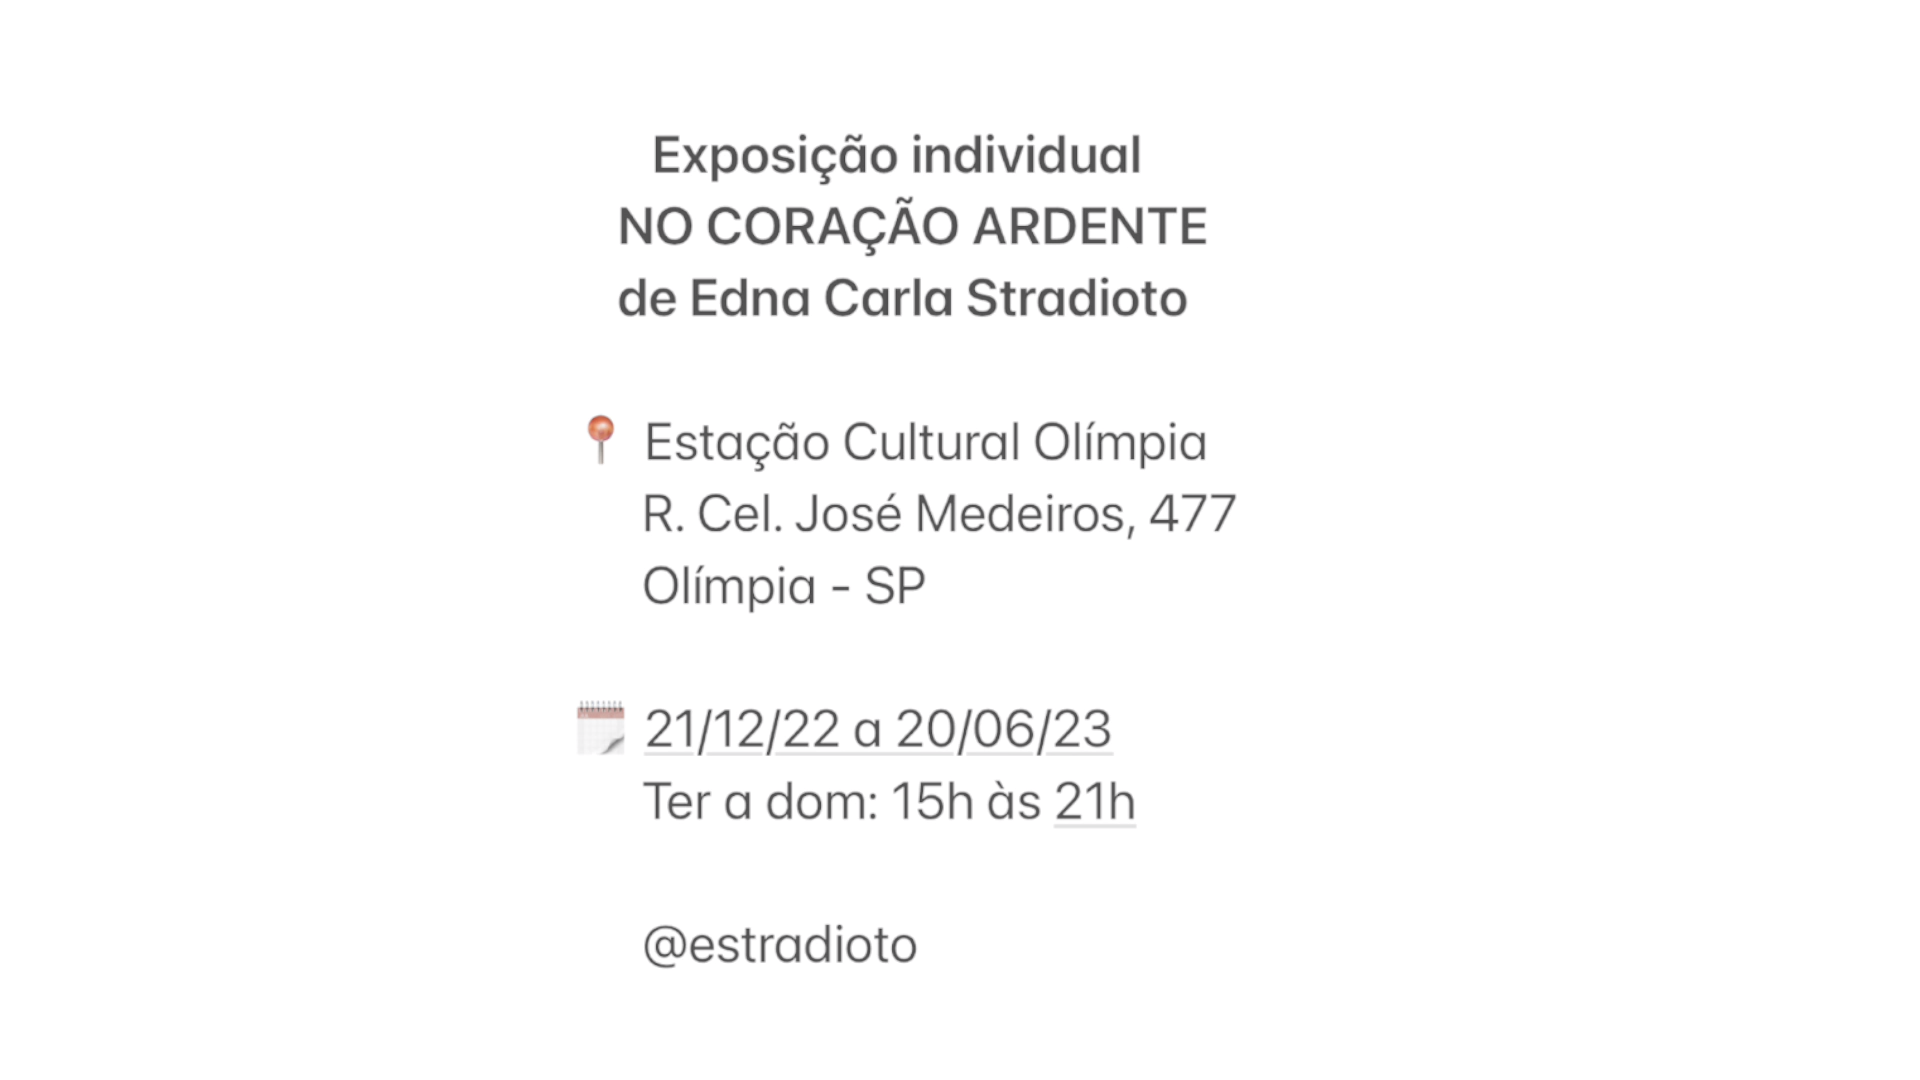 Exposição individual
NO CORAÇÃO ARDENTE
de Edna Carla Stradioto
Estação Cultural Olímpia
R. Cel. José Medeiros, 477
Olímpia - SP
21/12/22 a 20/06/23
Ter a dom: 15h às 21h
@estradioto